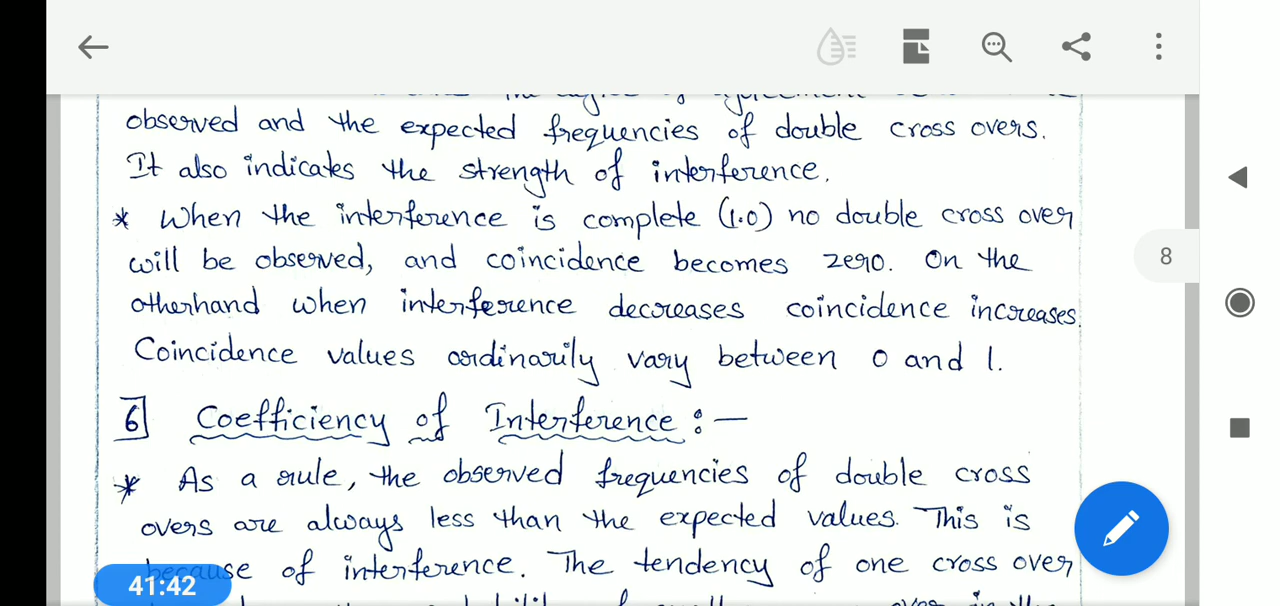 observed and the expected frequencies of double cross overs.
It also indicates the strength of interference.
* When the interference is complete (1.0) no double cross over
will be observed, and coincidence becomes zero. On the
otherhand when interference decreases coincidence increases.
Coincidence values ordinarily vary between 0 and 1.
8
6 Coefficiency of Interference :-
* As a rule, the observed frequencies of double cross
overs are always less than the expected values. This is
because of interference. The tendency of one cross over
41:42